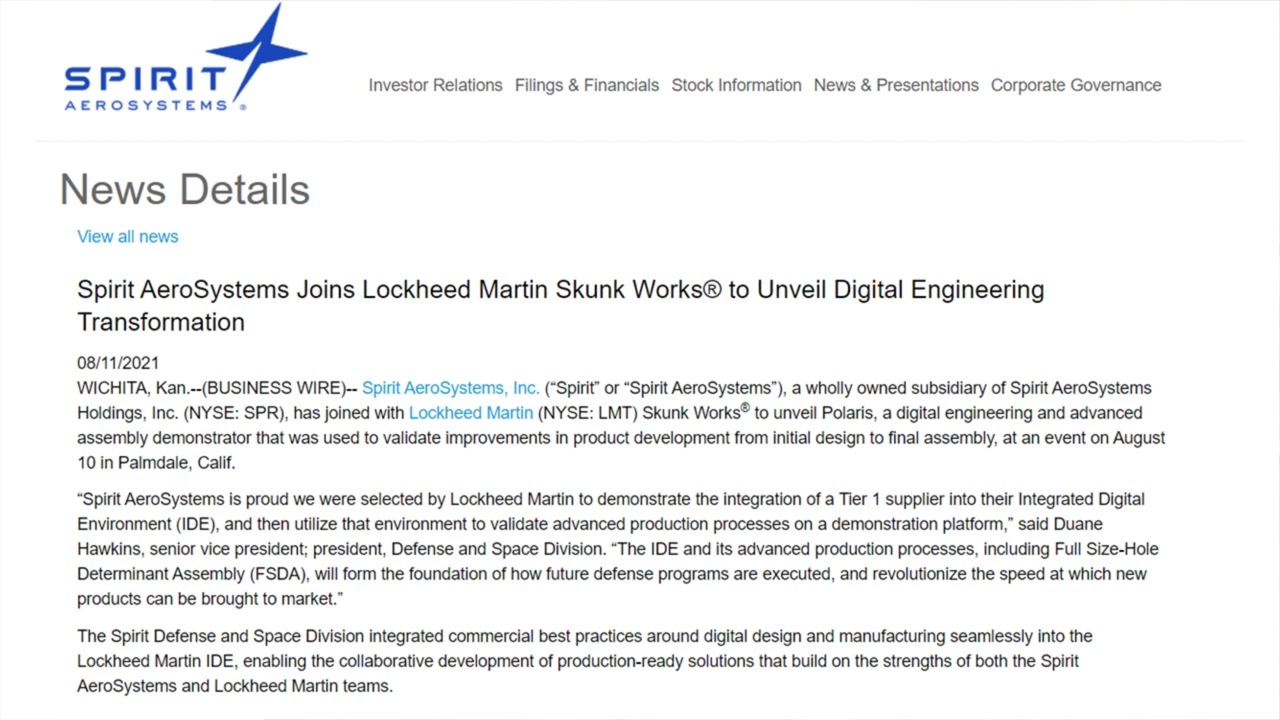 SPIRIT
AEROSYSTEMS®
Investor Relations Filings & Financials Stock Information News & Presentations Corporate Governance
News Details
View all news
Spirit AeroSystems Joins Lockheed Martin Skunk Works® to Unveil Digital Engineering
Transformation
08/11/2021
WICHITA, Kan.--(BUSINESS WIRE)-- Spirit AeroSystems, Inc. (“Spirit” or “Spirit AeroSystems”), a wholly owned subsidiary of Spirit AeroSystems
Holdings, Inc. (NYSE: SPR), has joined with Lockheed Martin (NYSE: LMT) Skunk Works® to unveil Polaris, a digital engineering and advanced
assembly demonstrator that was used to validate improvements in product development from initial design to final assembly, at an event on August
10 in Palmdale, Calif.
“Spirit AeroSystems is proud we were selected by Lockheed Martin to demonstrate the integration of a Tier 1 supplier into their Integrated Digital
Environment (IDE), and then utilize that environment to validate advanced production processes on a demonstration platform,” said Duane
Hawkins, senior vice president; president, Defense and Space Division. “The IDE and its advanced production processes, including Full Size-Hole
Determinant Assembly (FSDA), will form the foundation of how future defense programs are executed, and revolutionize the speed at which new
products can be brought to market.”
The Spirit Defense and Space Division integrated commercial best practices around digital design and manufacturing seamlessly into the
Lockheed Martin IDE, enabling the collaborative development of production-ready solutions that build on the strengths of both the Spirit
AeroSystems and Lockheed Martin teams.